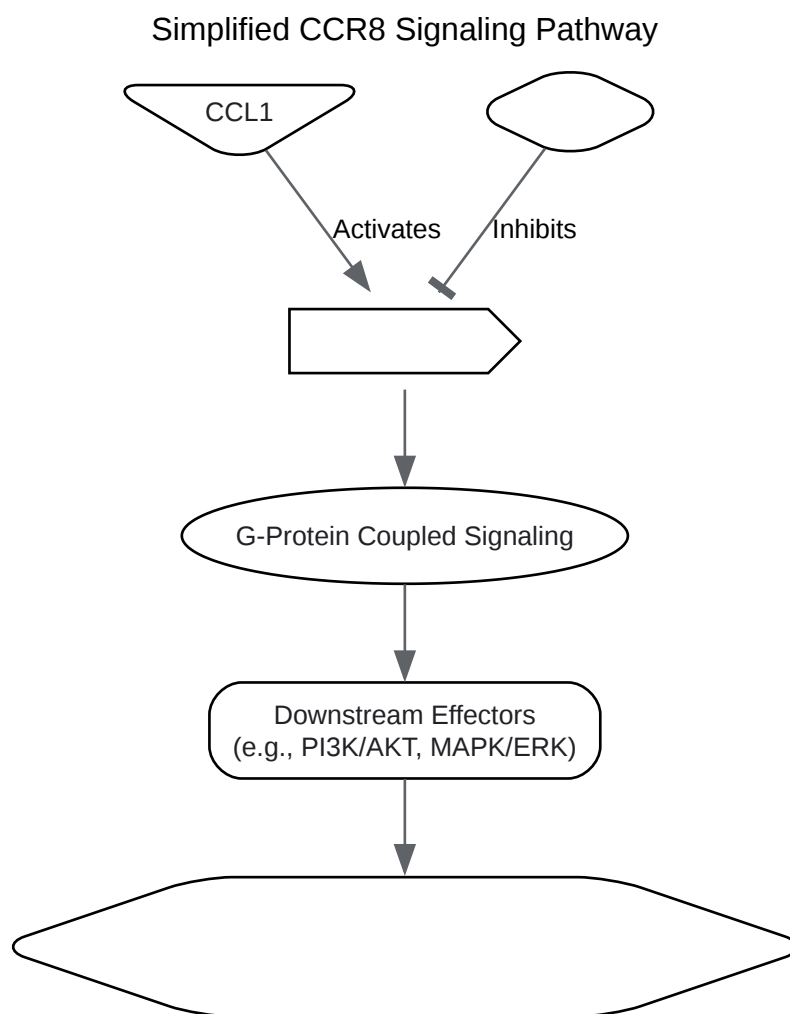 Simplified CCR8 Signaling Pathway
CCL1
Activates
Inhibits
G-Protein Coupled Signaling
Downstream Effectors
(e.g., PI3K/AKT, MAPK/ERK)